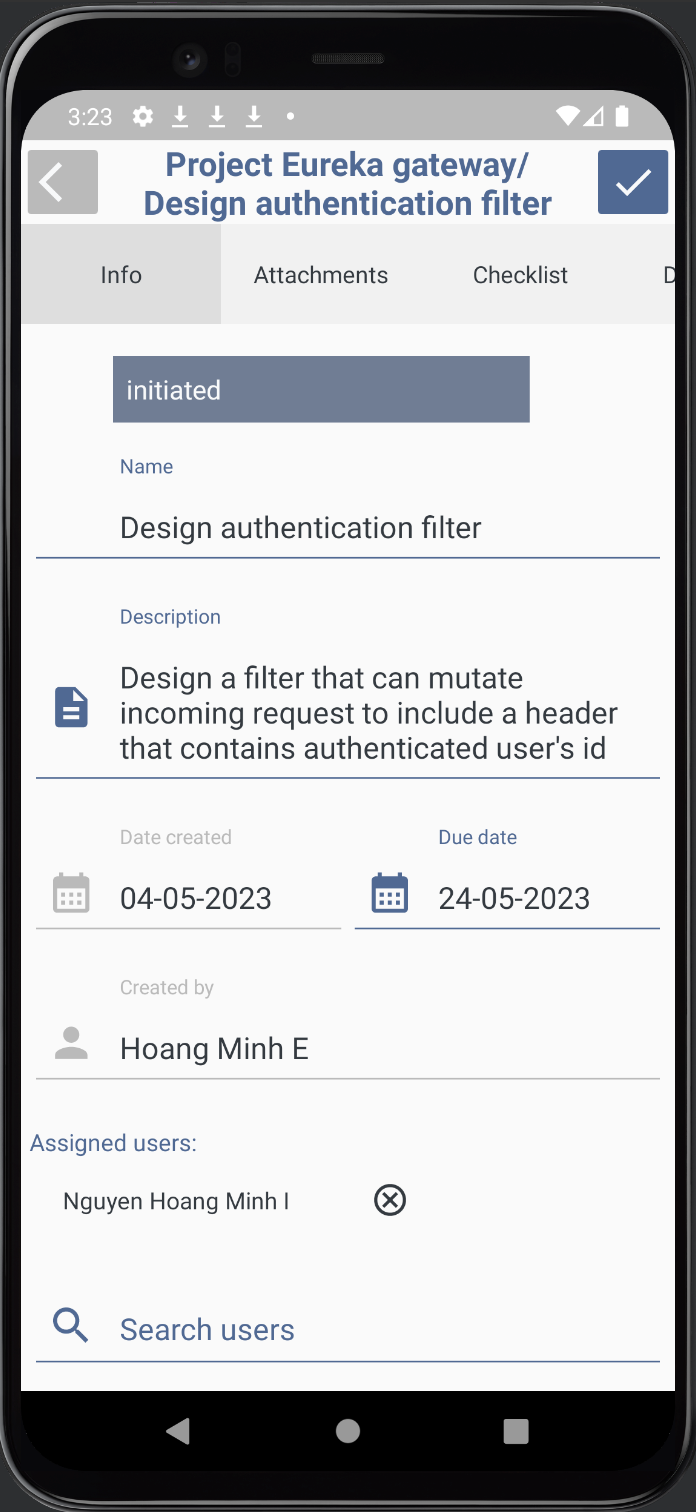 3:23
Project Eureka gateway/
Design authentication filter
Info
Attachments
Checklist
initiated
Name
Design authentication filter
Description
Design a filter that can mutate
incoming request to include a header
that contains authenticated user's id
Date created
Due date
04-05-2023
24-05-2023
Created by
Hoang Minh E
Assigned users:
Nguyen Hoang Minh I
Search users